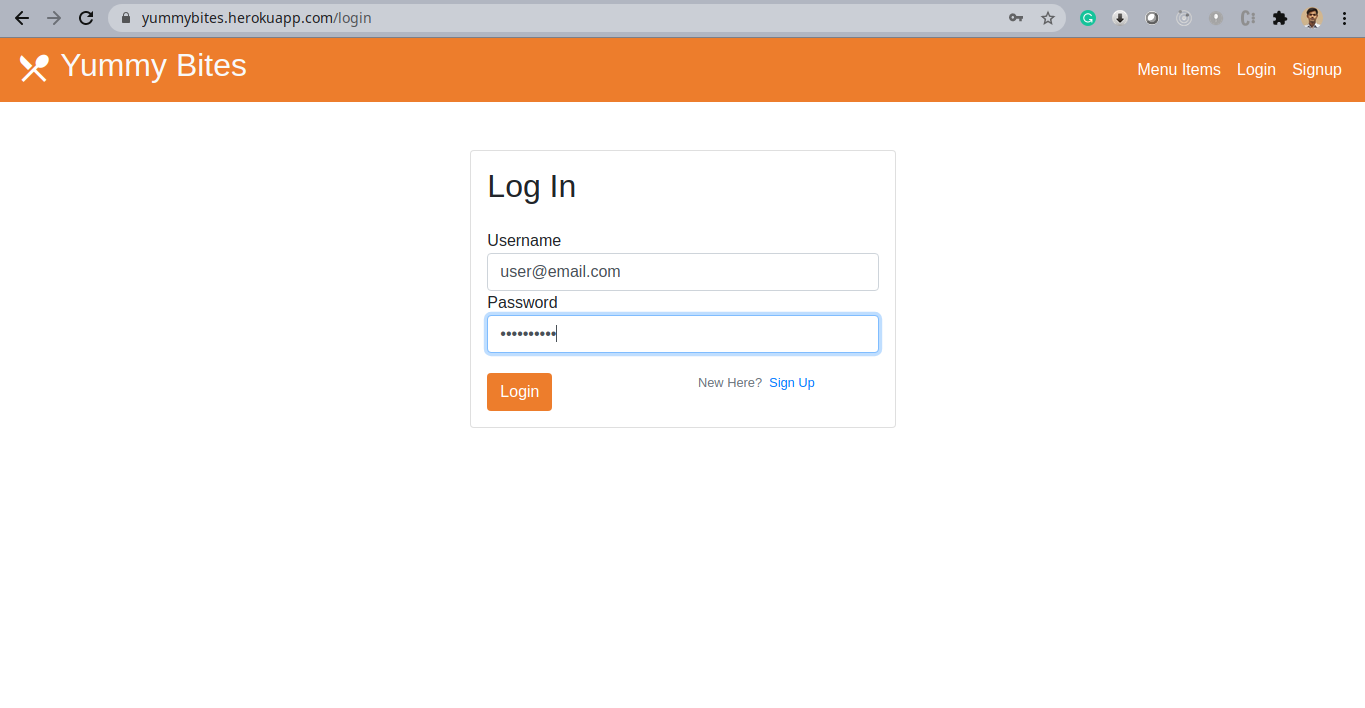 yummybites.herokuapp.com/login
Yummy Bites
Menu Items Login Signup
Log In
Username
user@email.com
Password
••••••••••
Login
New Here? Sign Up